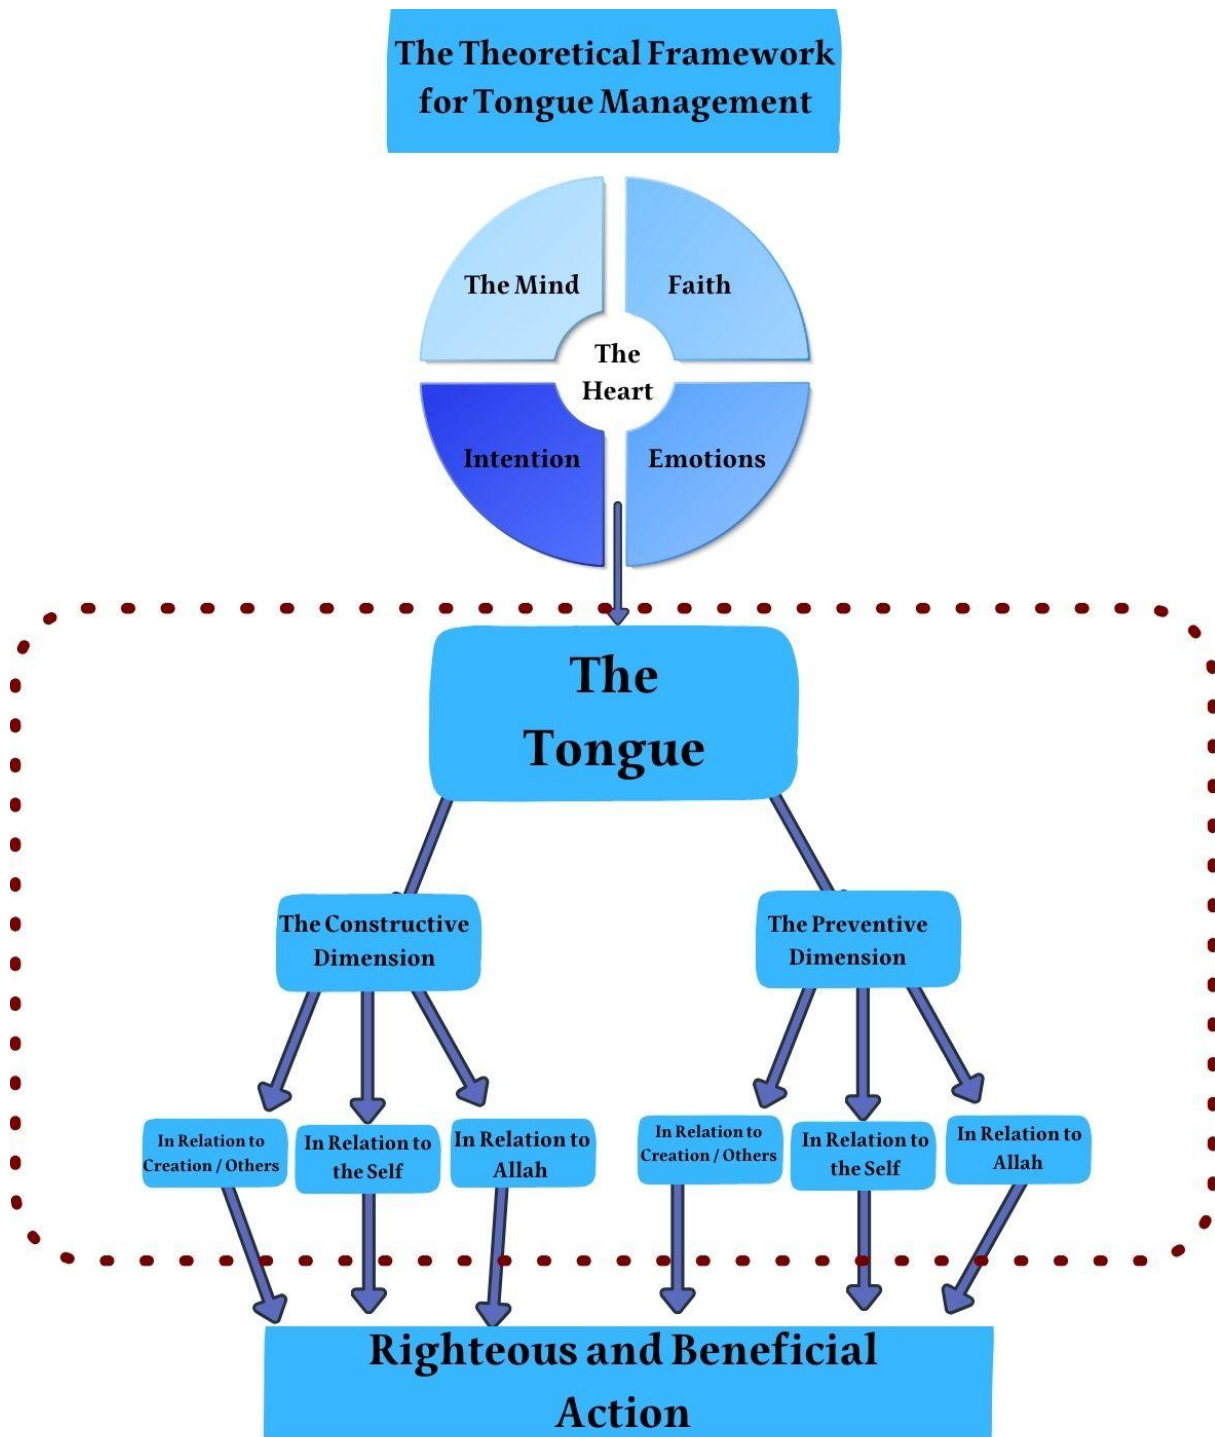 The Theoretical Framework
for Tongue Management
The Mind
Faith
The
Heart
Intention
Emotions
The
Tongue
The Constructive
Dimension
The Preventive
Dimension
In Relation to
Creation / Others
In Relation to
the Self
In Relation to
Allah
In Relation to
Creation / Others
In Relation to
the Self
In Relation to
Allah
Righteous and Beneficial
Action